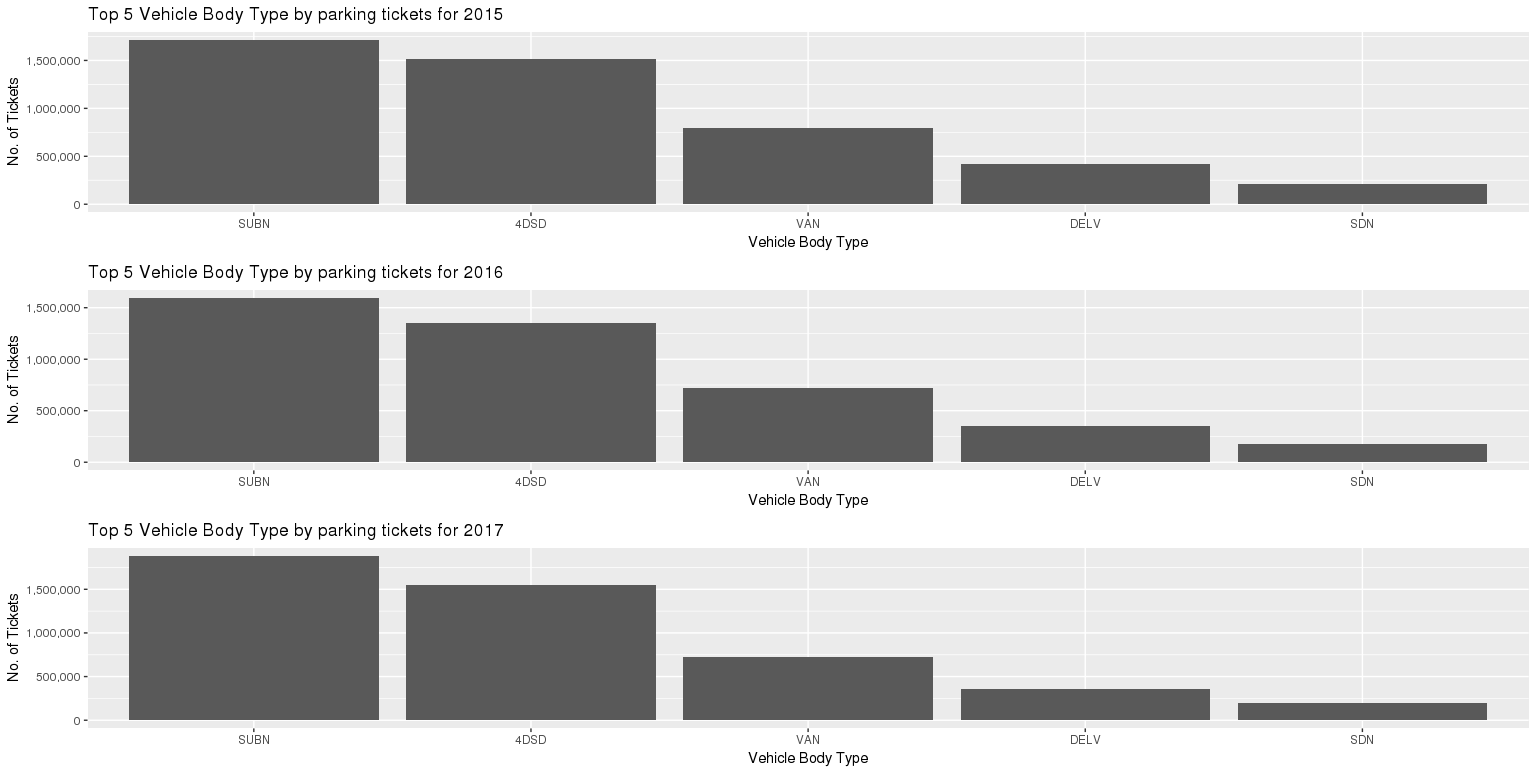 Top 5 Vehicle Body Type by parking tickets for 2015
No. of Tickets
1,500,000
1,000,000
500,000
0
SUBN 4DSD VAN DELV SDN
Vehicle Body Type
Top 5 Vehicle Body Type by parking tickets for 2016
No. of Tickets
1,500,000
1,000,000
500,000
0
SUBN 4DSD VAN DELV SDN
Vehicle Body Type
Top 5 Vehicle Body Type by parking tickets for 2017
No. of Tickets
1,500,000
1,000,000
500,000
0
SUBN 4DSD VAN DELV SDN
Vehicle Body Type